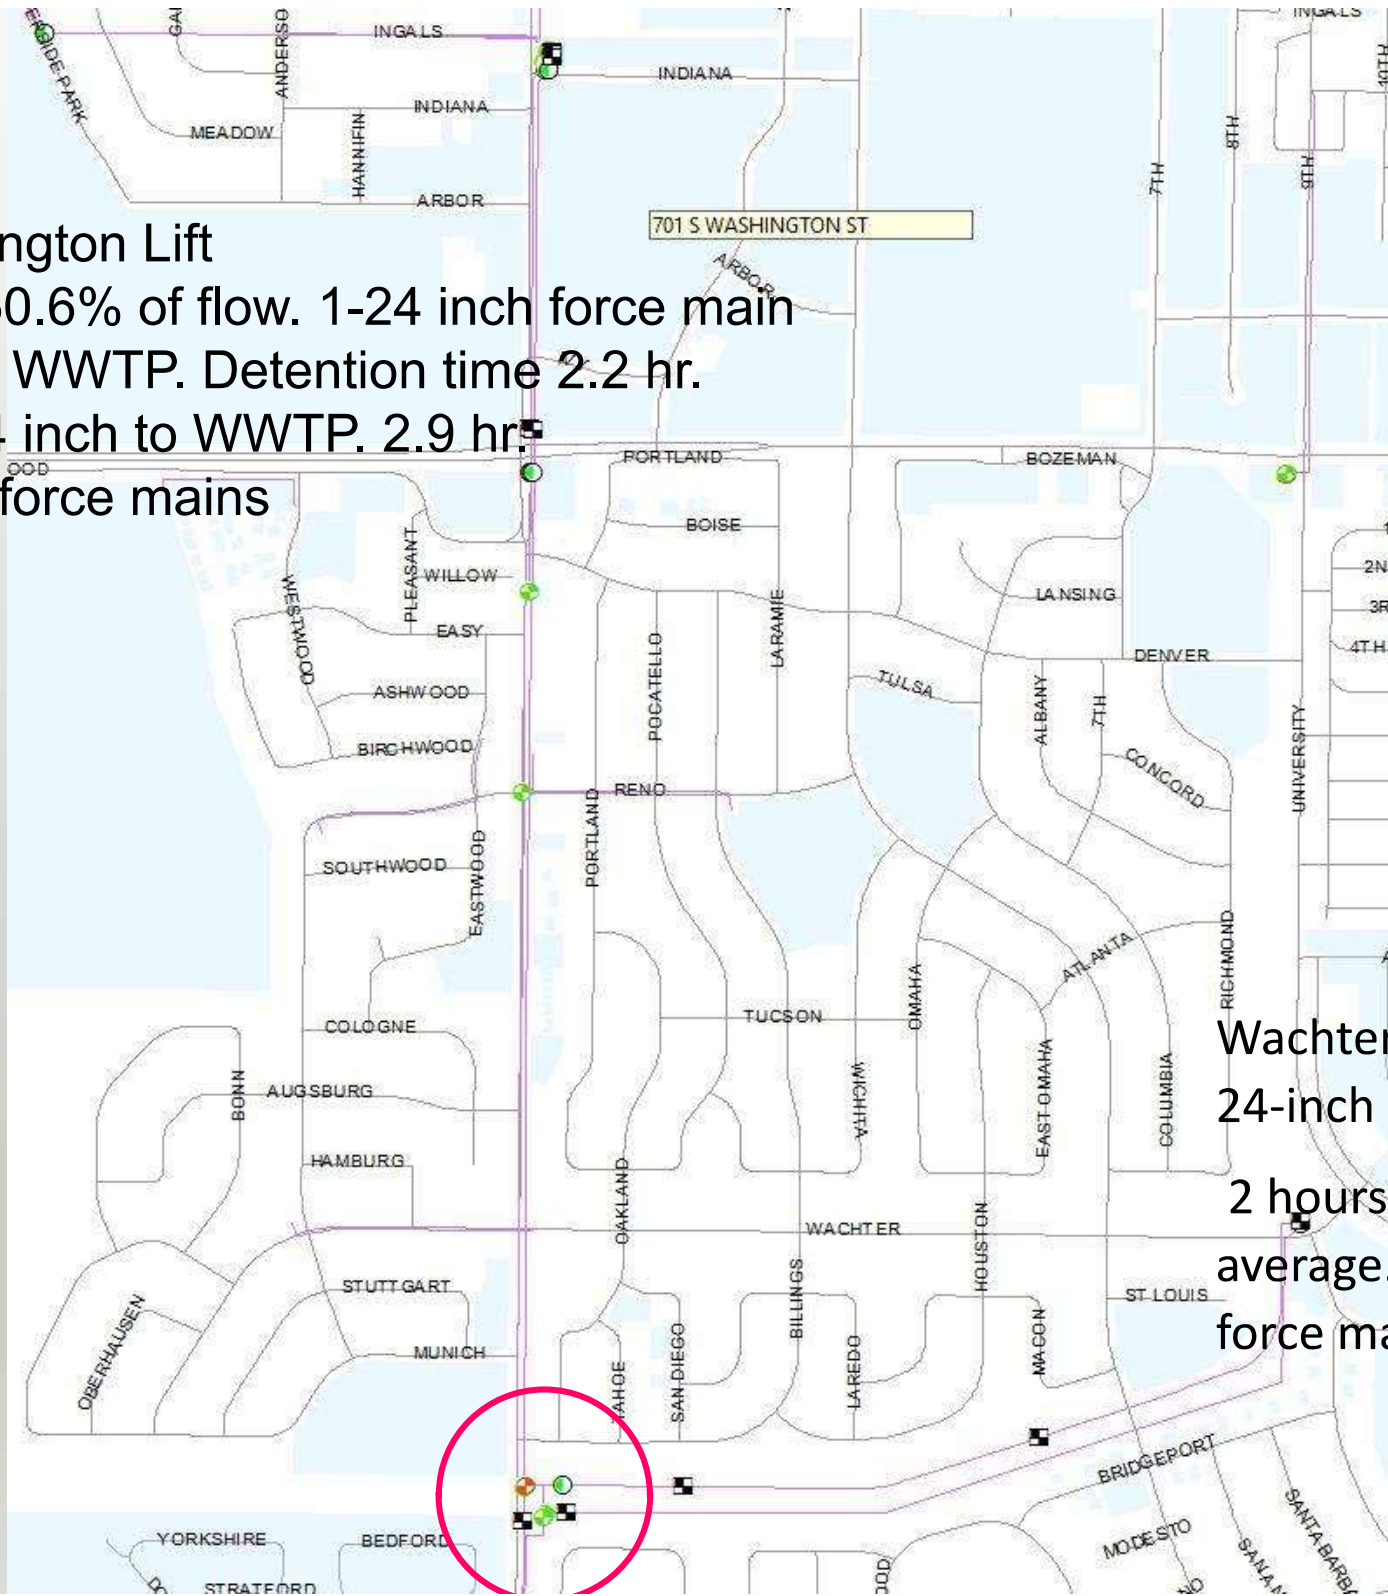 INGALS
INGALS
INDIANA
INDIANA
MEADOW
HANNIFIN
ARBOR
7TH
8TH
9TH
10TH
701 S WASHINGTON ST
ARBOR
ngton Lift
0.6% of flow. 1-24 inch force main
WWTP. Detention time 2.2 hr.
inch to WWTP. 2.9 hr.
force mains
OOD
PORTLAND
BOZEMAN
BOISE
PLEASANT
WILLOW
WESTWOOD
EASY
LARAMIE
LANSING
2N
3R
4TH
DENVER
POCATELLO
TULSA
ALBANY
7TH
ASHWOOD
BIRCHWOOD
CONCORD
UNIVERSITY
RENO
PORTLAND
SOUTHWOOD
EASTWOOD
ATLANTA
RICHMOND
OMAHA
TUCSON
COLOGNE
Wachter
24-inch
BONN
AUGSBURG
WICHITA
EAST OMAHA
COLUMBIA
HAMBURG
OAKLAND
2 hours
average.
force ma
WACHTER
HOUSTON
STUTTGART
BILLINGS
ST LOUIS
OBERHAUSEN
MUNICH
TAHOE
SAN DIEGO
LAREDO
MACON
BRIDGEPORT
YORKSHIRE
BEDFORD
MODESTO
SANTA BARBA
STRATFORD
OOD